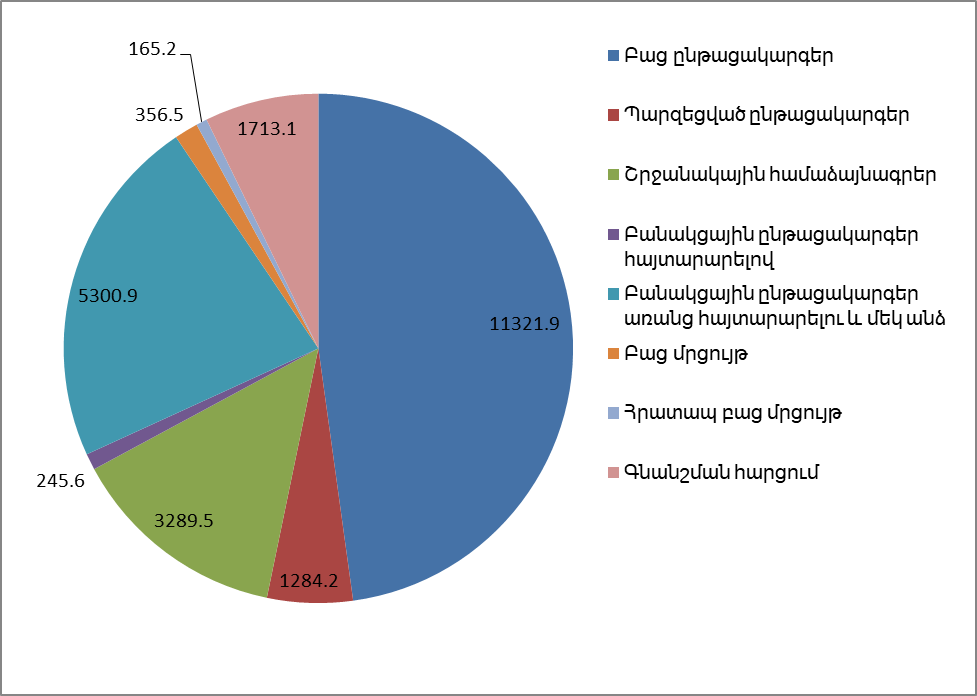 165.2
356.5
1713.1
5300.9
11321.9
245.6
3289.5
1284.2
Բաց ընթացակարգեր
Պարզեցված ընթացակարգեր
Շրջանակային համաձայնագրեր
Բանակցային ընթացակարգեր
հայտարարելով
Բանակցային ընթացակարգեր
առանց հայտարարելու և մեկ անձ
Բաց մրցույթ
Հրատապ բաց մրցույթ
Գնանշման հարցում